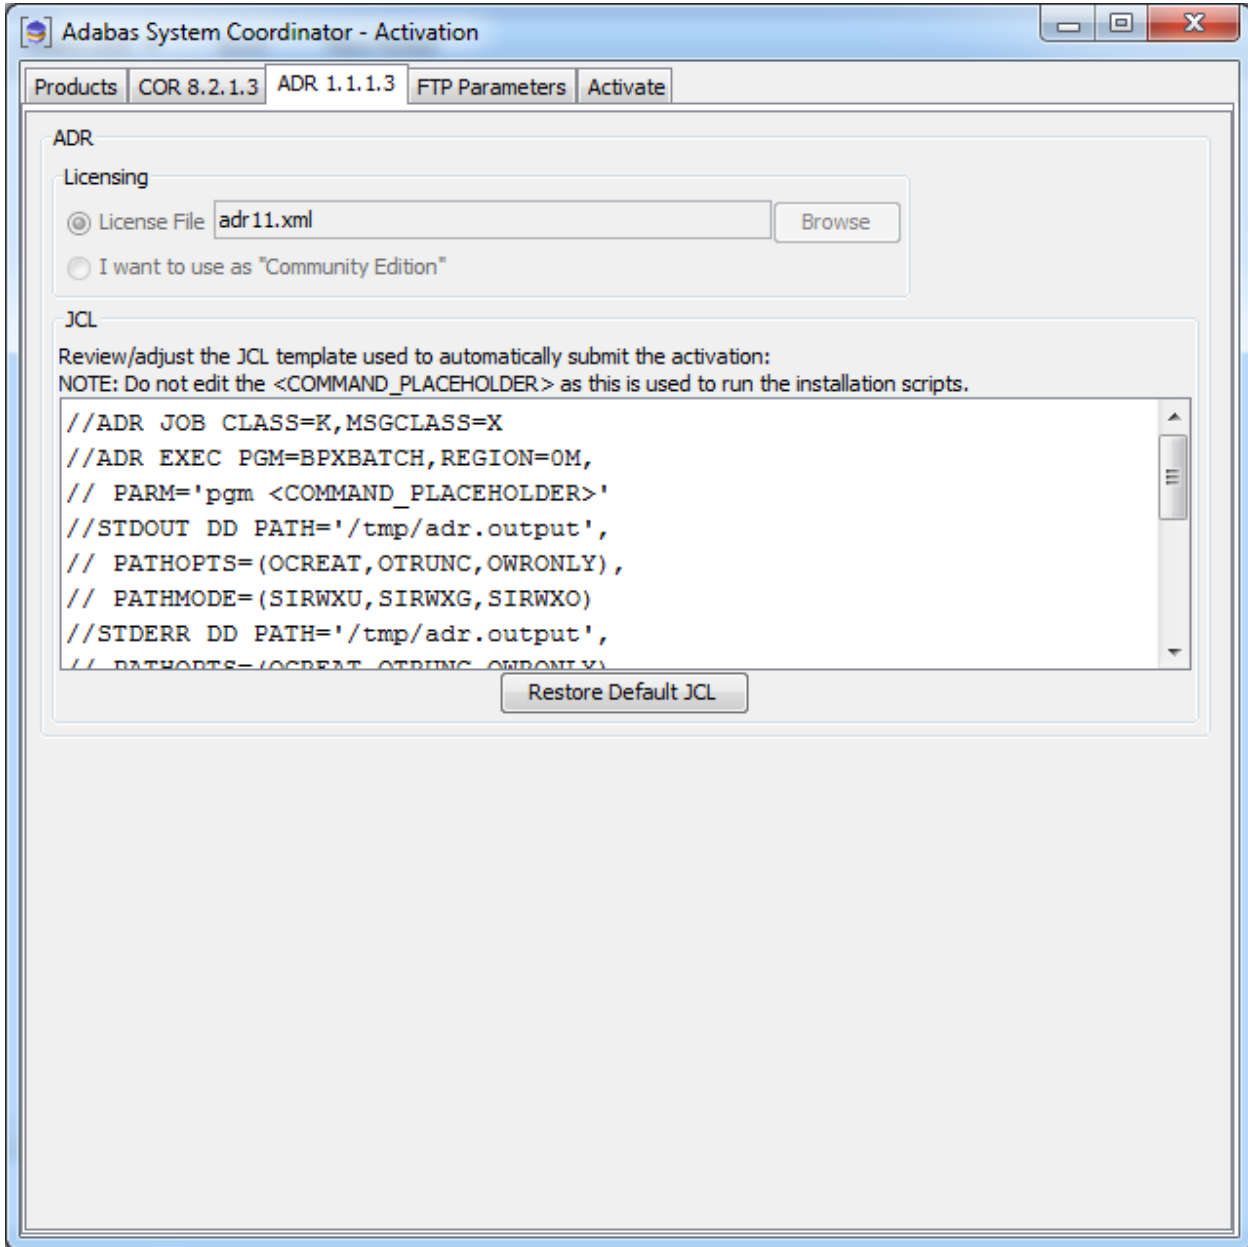 Adabas System Coordinator - Activation
Products COR 8.2.1.3 ADR 1.1.1.3 FTP Parameters Activate
ADR
Licensing
License File adr11.xml Browse
I want to use as "Community Edition"
JCL
Review/adjust the JCL template used to automatically submit the activation:
NOTE: Do not edit the <COMMAND_PLACEHOLDER> as this is used to run the installation scripts.
//ADR JOB CLASS=K,MSGCLASS=X
//ADR EXEC PGM=BPXBATCH,REGION=0M,
// PARM='pgm <COMMAND_PLACEHOLDER>'
//STDOUT DD PATH='/tmp/adr.output',
// PATHOPTS=(OCREAT,OTRUNC,OWRONLY),
// PATHMODE=(SIRWXU,SIRWXG,SIRWXO)
//STDERR DD PATH='/tmp/adr.output',
// PATHOPTS=(OCREAT,OTRUNC,OWRONLY)
Restore Default JCL